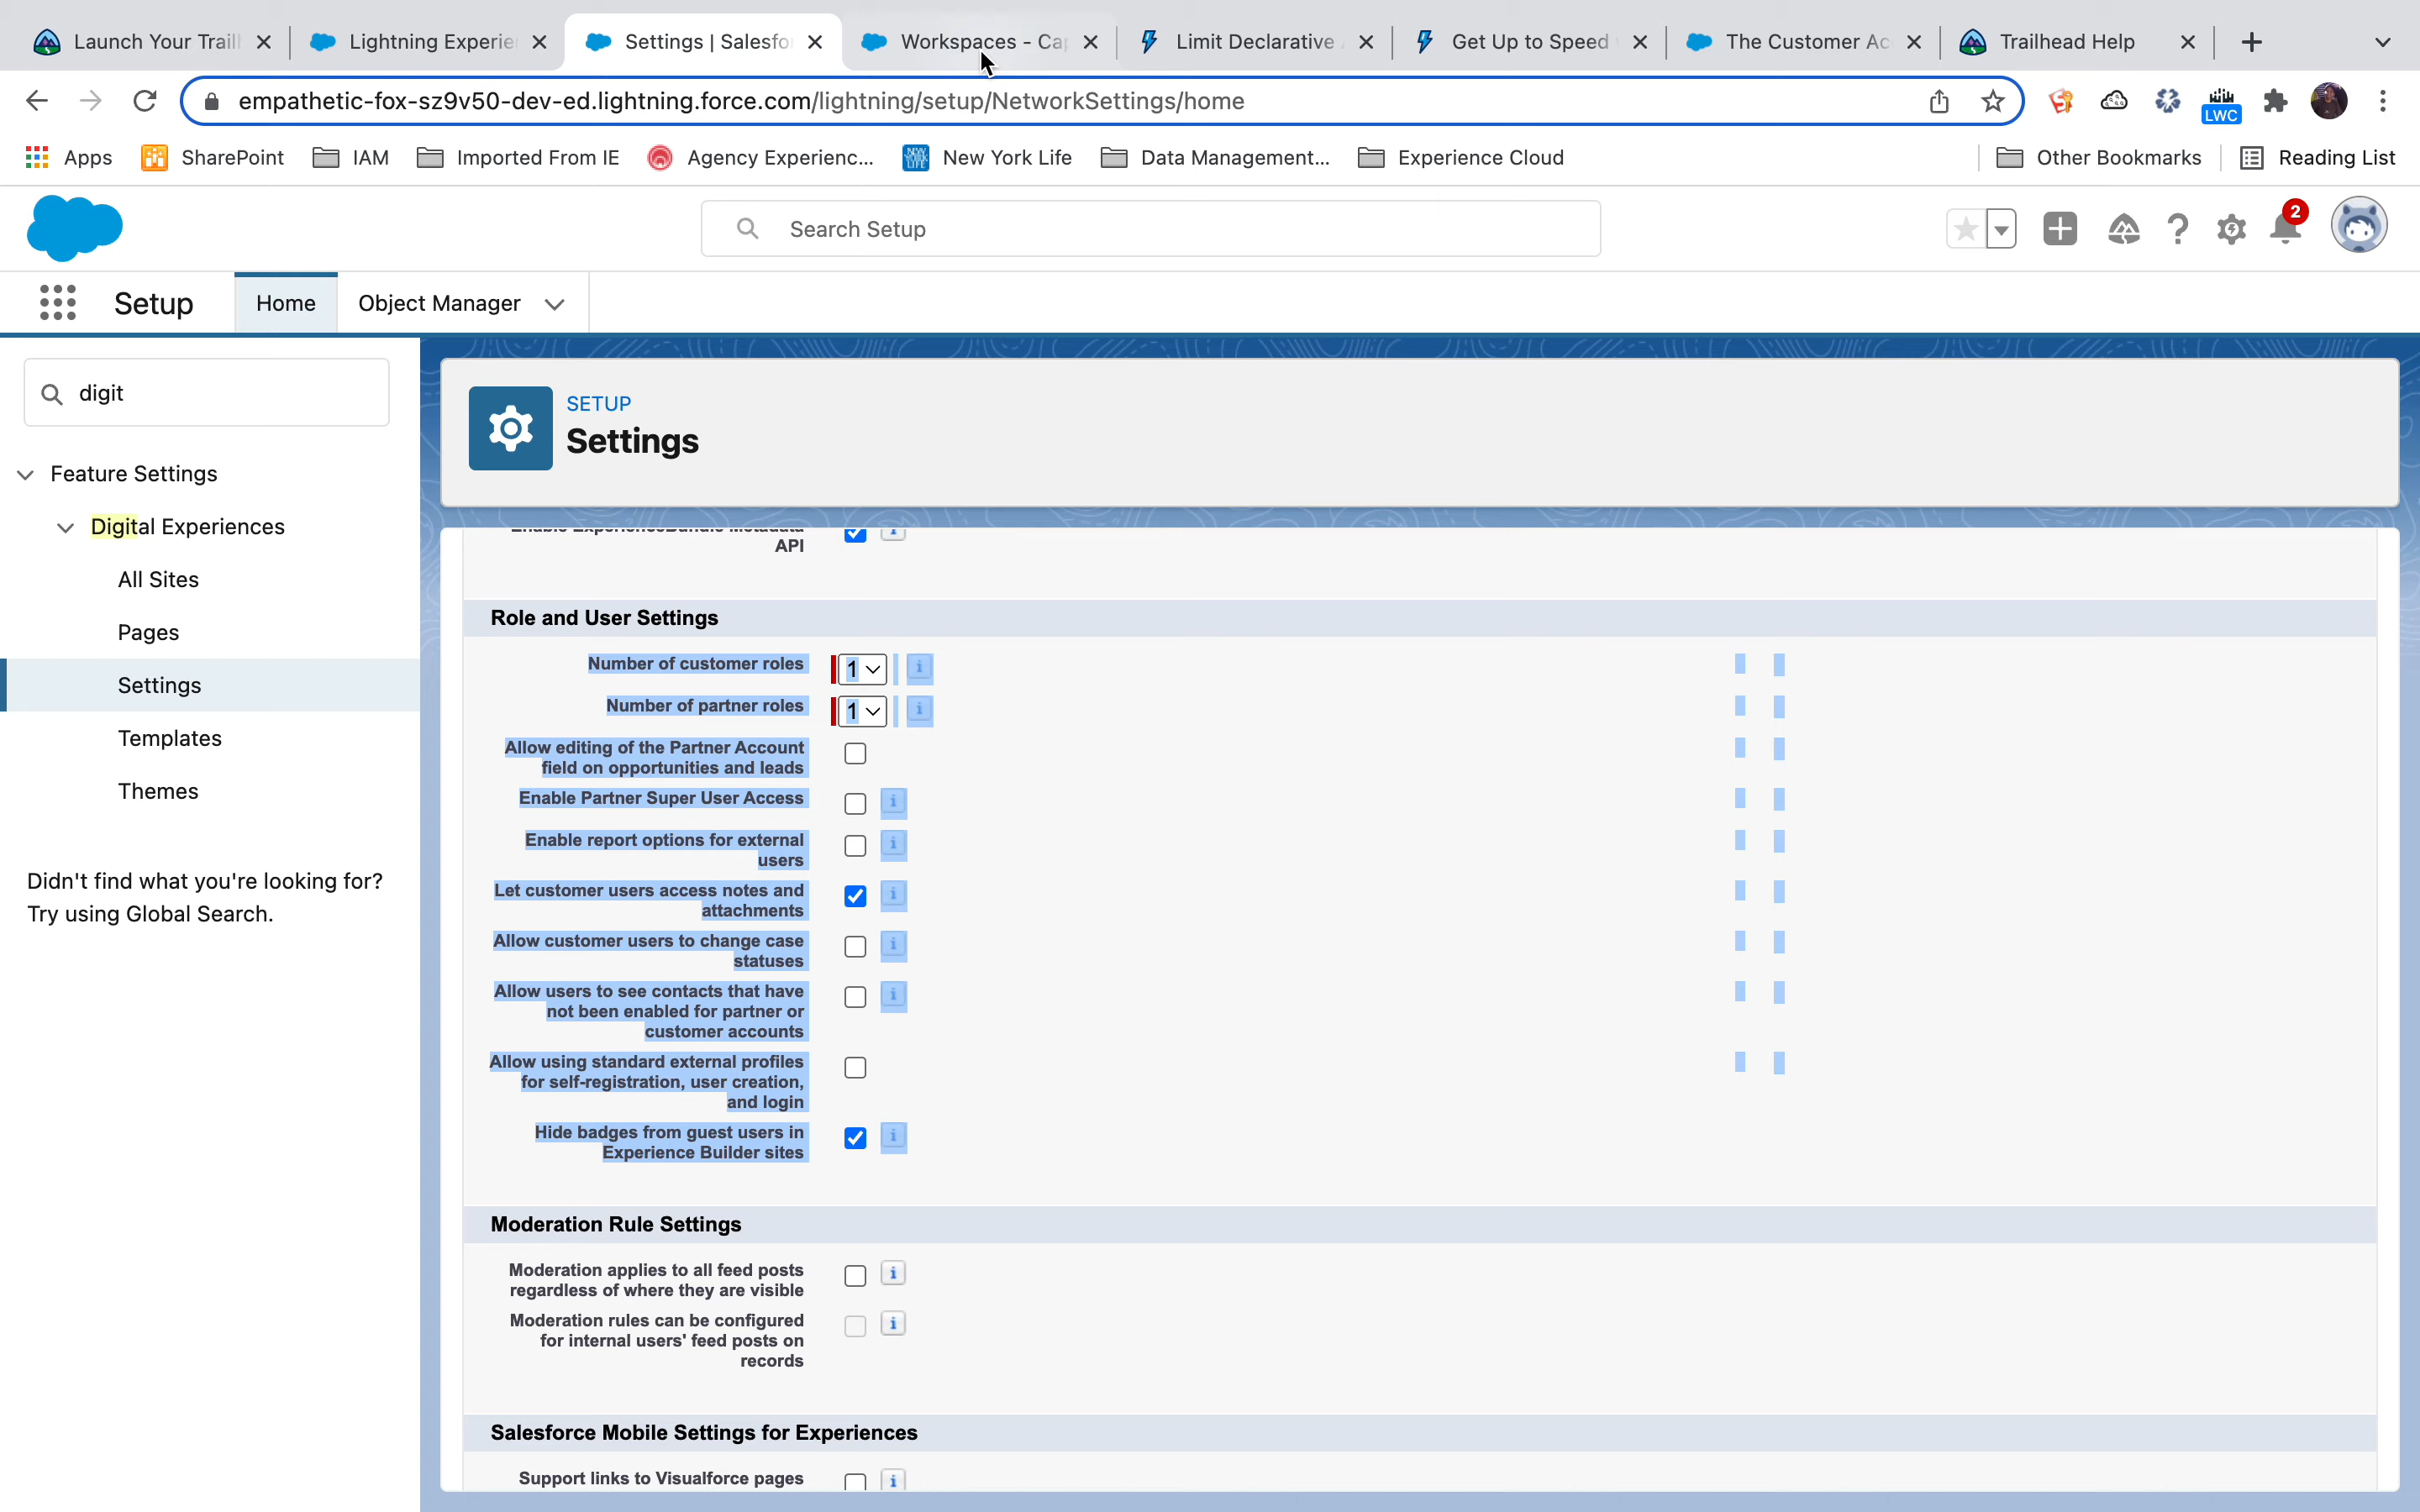 Launch Your Trail
Lightning Experie
Settings | Salesfo
Workspaces - Ca
Limit Declarative
Get Up to Speed
The Customer Ac
Trailhead Help
empathetic-fox-sz9v50-dev-ed.lightning.force.com/lightning/setup/NetworkSettings/home
LWC
Apps
SharePoint
IAM
Imported From IE
Agency Experienc...
NEW YORK LIFE
New York Life
Data Management...
Experience Cloud
Other Bookmarks
Reading List
Search Setup
2
Setup
Home
Object Manager
digit
SETUP
Settings
Feature Settings
Digital Experiences
All Sites
Pages
Settings
Templates
Themes
Didn't find what you're looking for?
Try using Global Search.
Enable ExperienceBundle Metadata
API
Role and User Settings
Number of customer roles
1
Number of partner roles
1
Allow editing of the Partner Account
field on opportunities and leads
Enable Partner Super User Access
Enable report options for external
users
Let customer users access notes and
attachments
Allow customer users to change case
statuses
Allow users to see contacts that have
not been enabled for partner or
customer accounts
Allow using standard external profiles
for self-registration, user creation,
and login
Hide badges from guest users in
Experience Builder sites
Moderation Rule Settings
Moderation applies to all feed posts
regardless of where they are visible
Moderation rules can be configured
for internal users' feed posts on
records
Salesforce Mobile Settings for Experiences
Support links to Visualforce pages